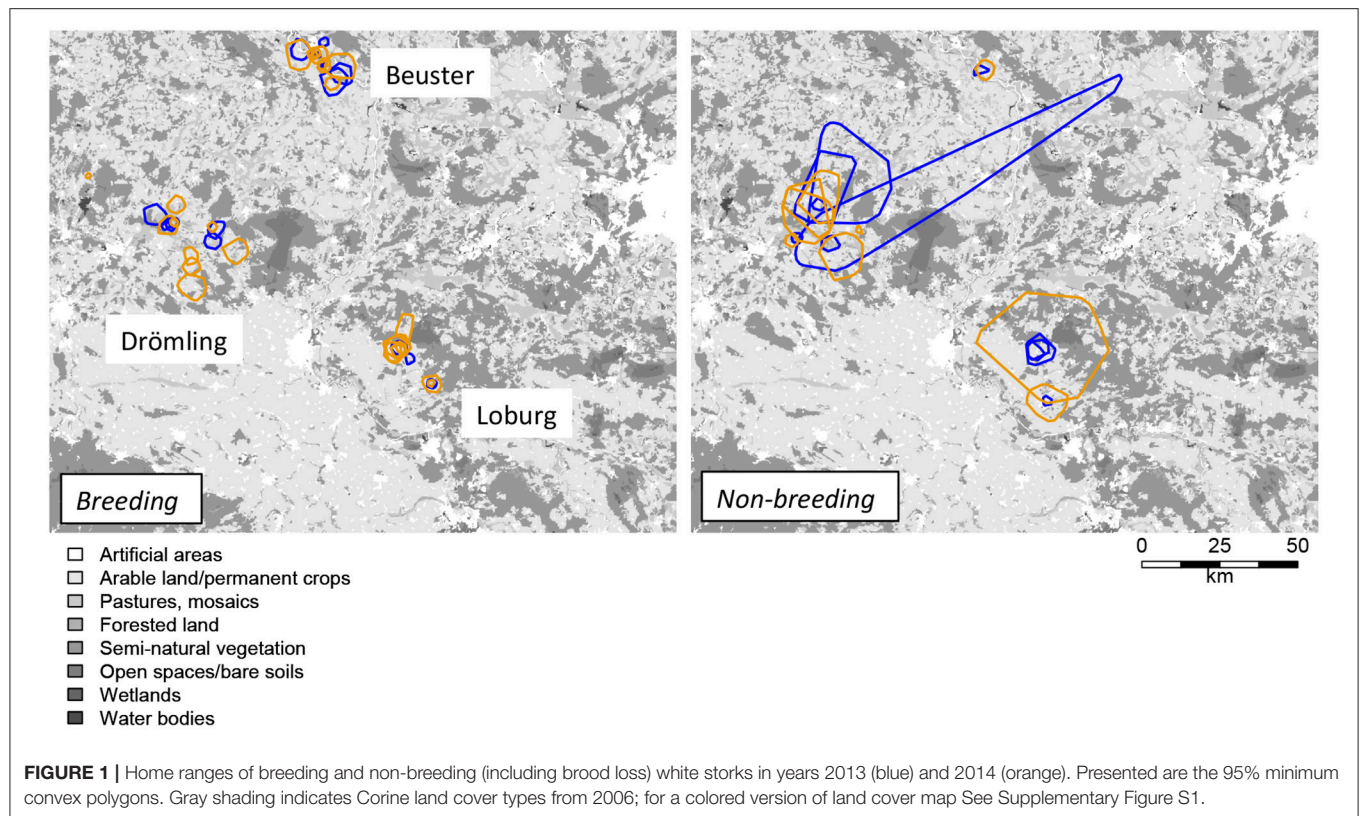 Beuster
Drömling
Loburg
Breeding
Non-breeding
Artificial areas
Arable land/permanent crops
Pastures, mosaics
Forested land
Semi-natural vegetation
Open spaces/bare soils
Wetlands
Water bodies
0 25 50
km
FIGURE 1 | Home ranges of breeding and non-breeding (including brood loss) white storks in years 2013 (blue) and 2014 (orange). Presented are the 95% minimum
convex polygons. Gray shading indicates Corine land cover types from 2006; for a colored version of land cover map See Supplementary Figure S1.